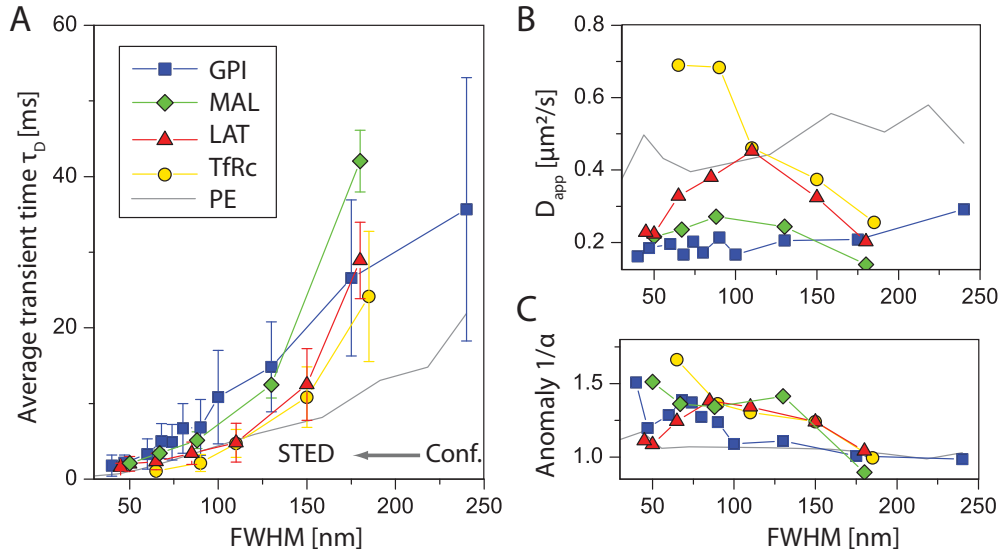 A
60
40
20
0
Average transient time τD [ms]
GPI
MAL
LAT
TfRc
PE
STED
Conf.
50
100
150
200
250
FWHM [nm]
B
0.8
0.6
0.4
0.2
Dapp [μm²/s]
50
100
150
200
250
C
1.5
1.0
Anomaly 1/α
50
100
150
200
250
FWHM [nm]